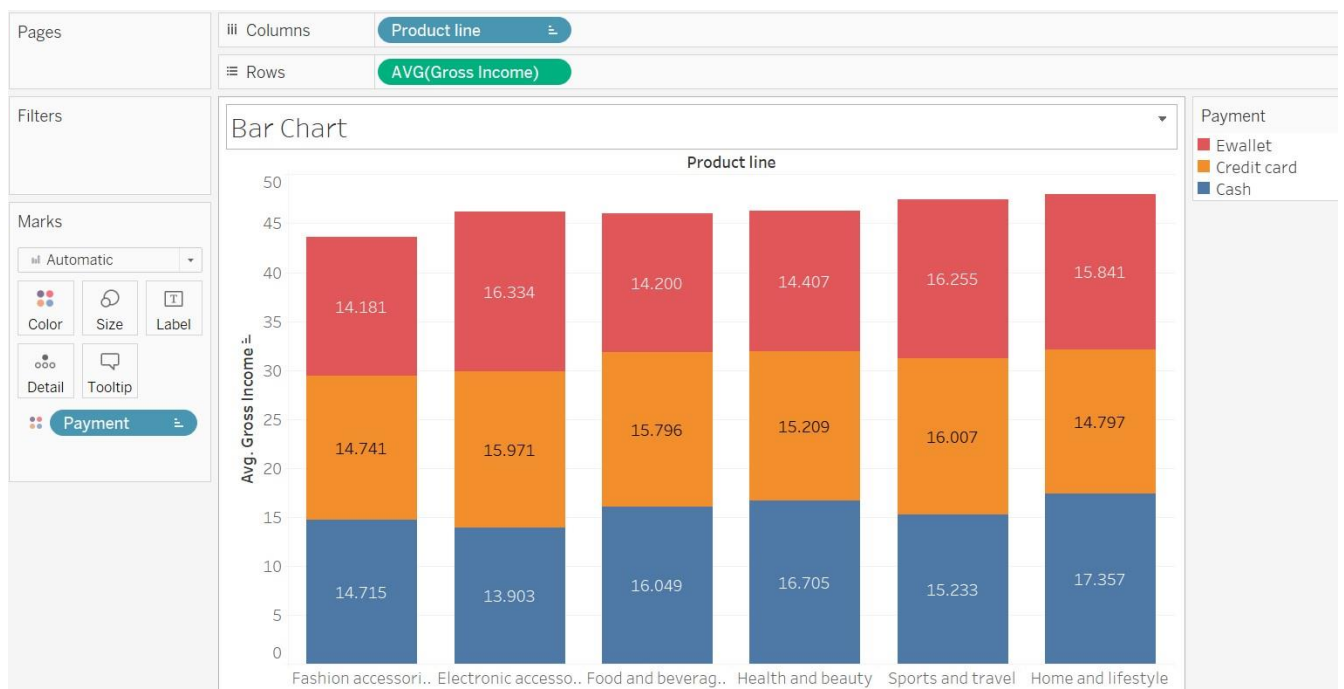 Pages
Columns
Product line
Rows
AVG(Gross Income)
Filters
Marks
Automatic
Color
Size
T
Label
Detail
Tooltip
Payment
Bar Chart
Product line
Avg. Gross Income
50
45
40
35
30
25
20
15
10
5
0
14.181
16.334
14.200
14.407
16.255
15.841
14.741
15.971
15.796
15.209
16.007
14.797
14.715
13.903
16.049
16.705
15.233
17.357
Fashion accessori..
Electronic accesso..
Food and beverag..
Health and beauty
Sports and travel
Home and lifestyle
Payment
Ewallet
Credit card
Cash